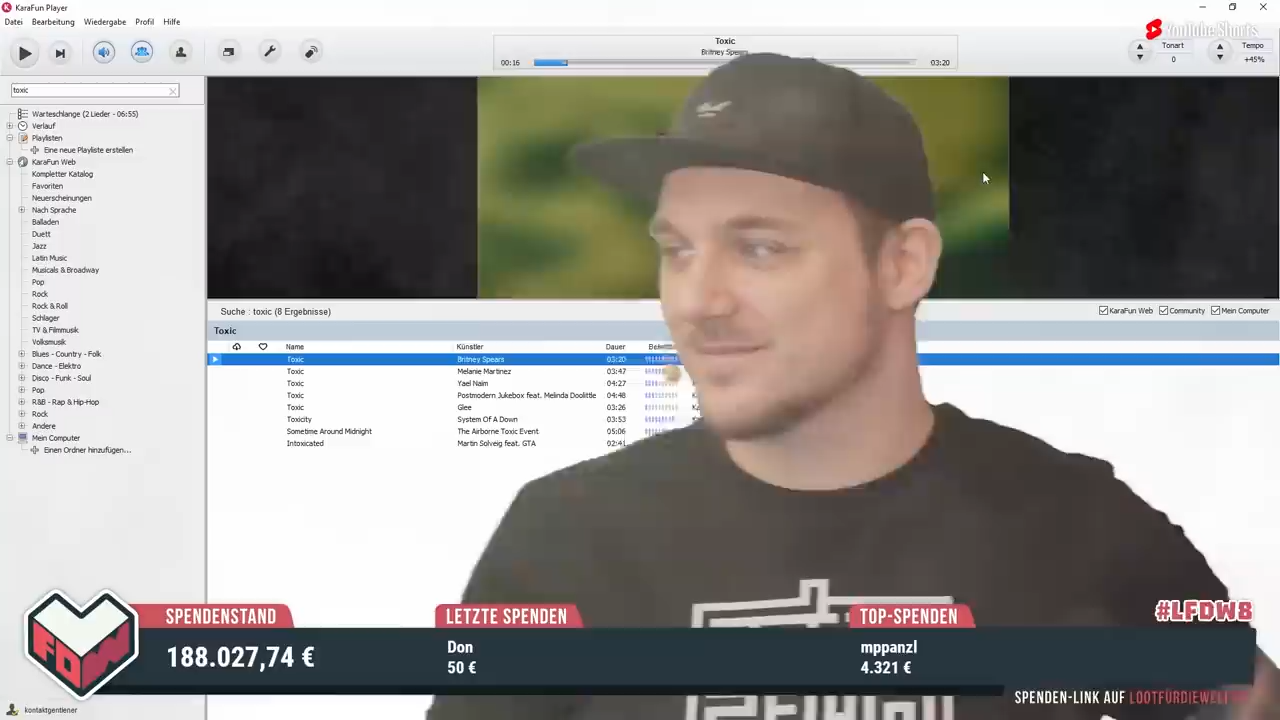 KaraFun Player
Datei Bearbeitung Wiedergabe Profil Hilfe
YouTube Shorts
Toxic
Britney Spears
00:16 03:20
Tonart
0
Tempo
+45%
toxic
Warteschlange (2 Lieder - 06:55)
Verlauf
Playlisten
Eine neue Playliste erstellen
KaraFun Web
Kompletter Katalog
Favoriten
Neuerscheinungen
Nach Sprache
Balladen
Duett
Jazz
Latin Music
Musicals & Broadway
Pop
Rock
Rock & Roll
Schlager
TV & Filmmusik
Volksmusik
Blues - Country - Folk
Dance - Elektro
Disco - Funk - Soul
Pop
R&B - Rap & Hip-Hop
Rock
Andere
Mein Computer
Einen Ordner hinzufügen...
Suche : toxic (8 Ergebnisse)
KaraFun Web Community Mein Computer
Toxic
Name Künstler Dauer
Toxic Britney Spears 03:20
Toxic Melanie Martinez 03:47
Toxic Yael Naim 04:27
Toxic Postmodern Jukebox feat. Melinda Doolittle 04:48
Toxic Glee 03:26
Toxicity System Of A Down 03:53
Sometime Around Midnight The Airborne Toxic Event 05:06
Intoxicated Martin Solveig feat. GTA 02:41
FDW
SPENDENSTAND
188.027,74 €
LETZTE SPENDEN
Don
50 €
TOP-SPENDEN
mppanzl
4.321 €
#LFDW8
SPENDEN-LINK AUF
kontaktgentlener